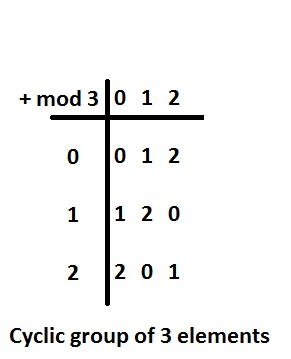 + mod 3 0 1 2
0 0 1 2
1 1 2 0
2 2 0 1
Cyclic group of 3 elements